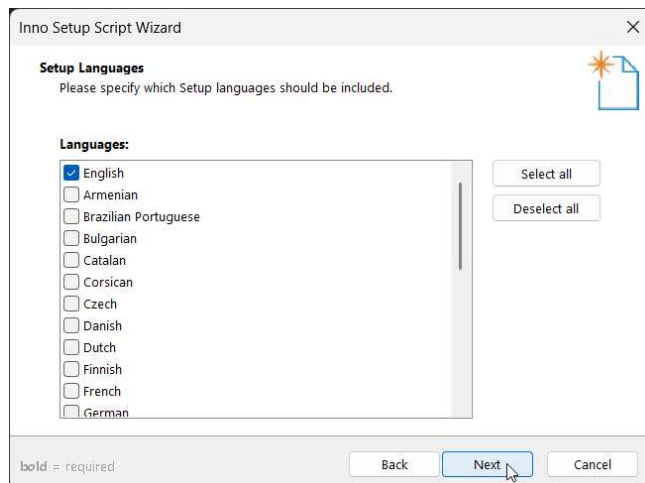 Inno Setup Script Wizard
Setup Languages
Please specify which Setup languages should be included.
Languages:
English
Armenian
Brazilian Portuguese
Bulgarian
Catalan
Corsican
Czech
Danish
Dutch
Finnish
French
German
Select all
Deselect all
bold = required
Back
Next
Cancel